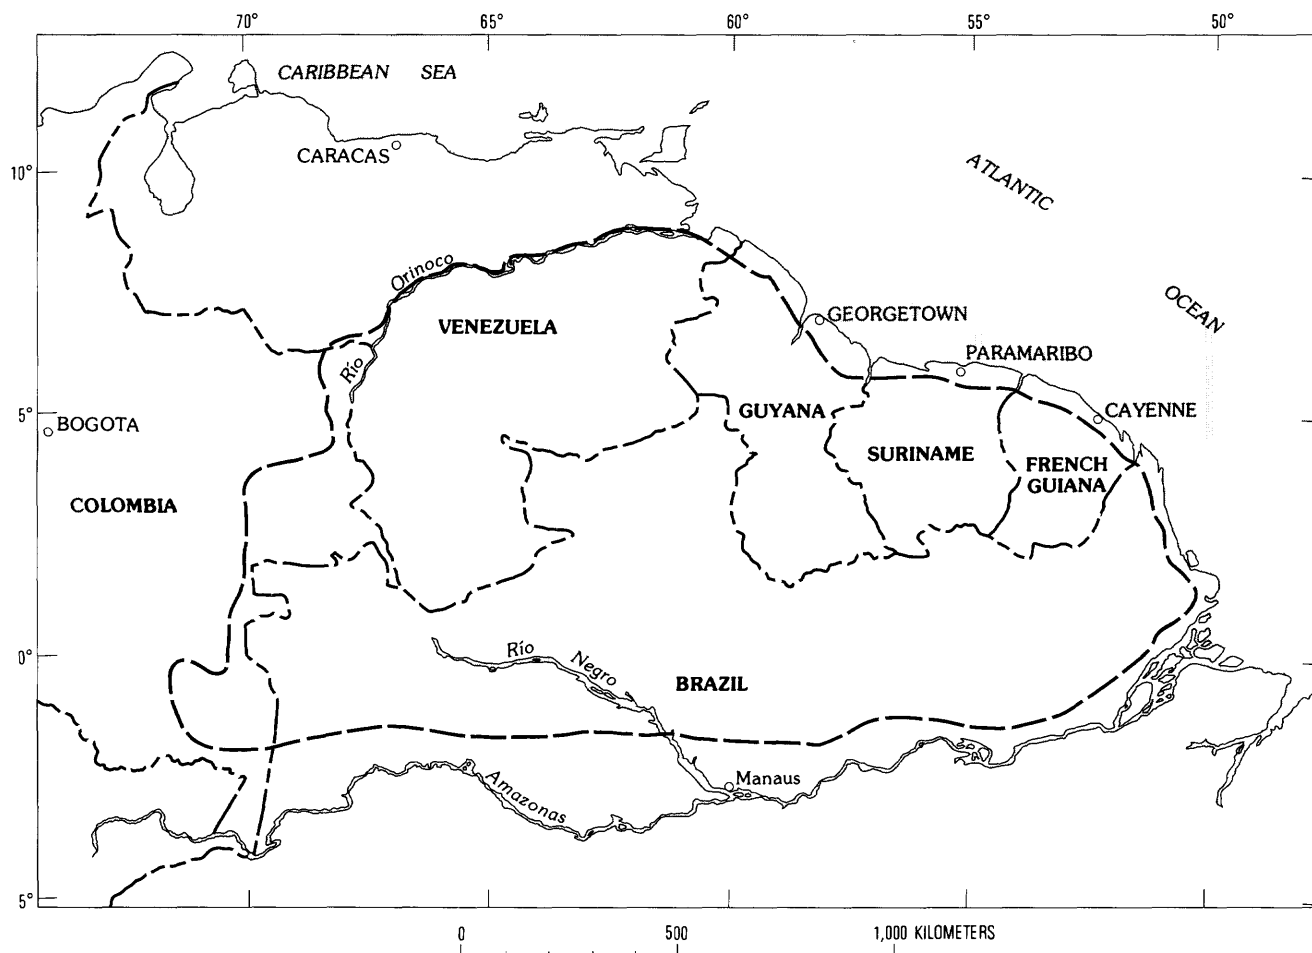 70° 65° 60° 55° 50°
CARIBBEAN SEA
CARACAS
10°
ATLANTIC
OCEAN
Orinoco
VENEZUELA
GEORGETOWN
PARAMARIBO
Río
5°
BOGOTA
GUYANA
CAYENNE
SURINAME
FRENCH
GUIANA
COLOMBIA
0°
Río Negro
BRAZIL
Manaus
Amazonas
5°
0 500 1,000 KILOMETERS